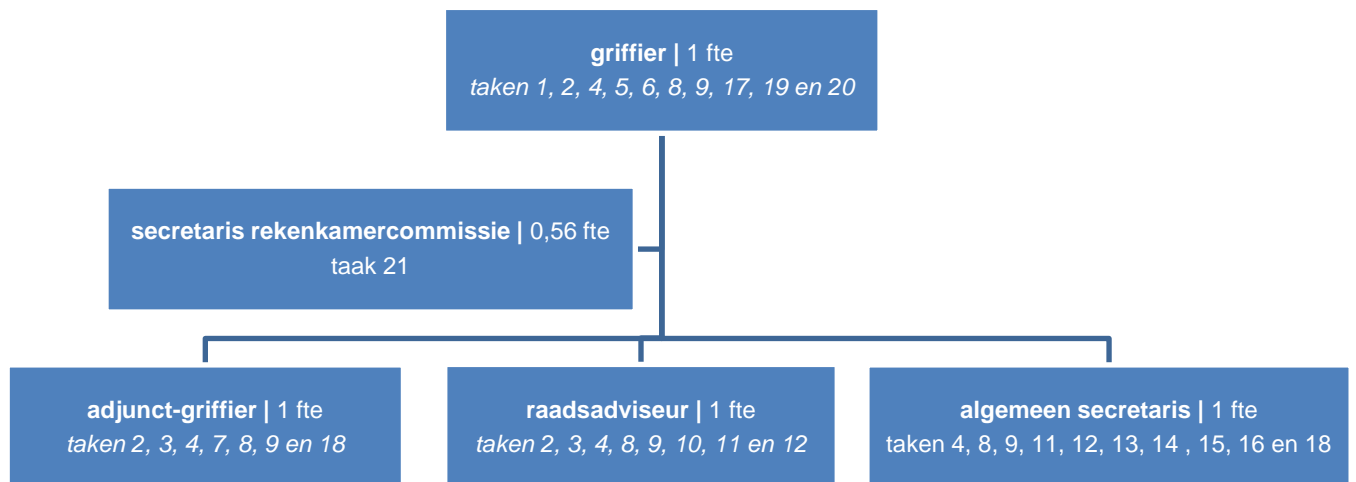 griffier | 1 fte
taken 1, 2, 4, 5, 6, 8, 9, 17, 19 en 20
secretaris rekenkamercommissie | 0,56 fte
taak 21
adjunct-griffier | 1 fte
taken 2, 3, 4, 7, 8, 9 en 18
raadsadviseur | 1 fte
taken 2, 3, 4, 8, 9, 10, 11 en 12
algemeen secretaris | 1 fte
taken 4, 8, 9, 11, 12, 13, 14 , 15, 16 en 18